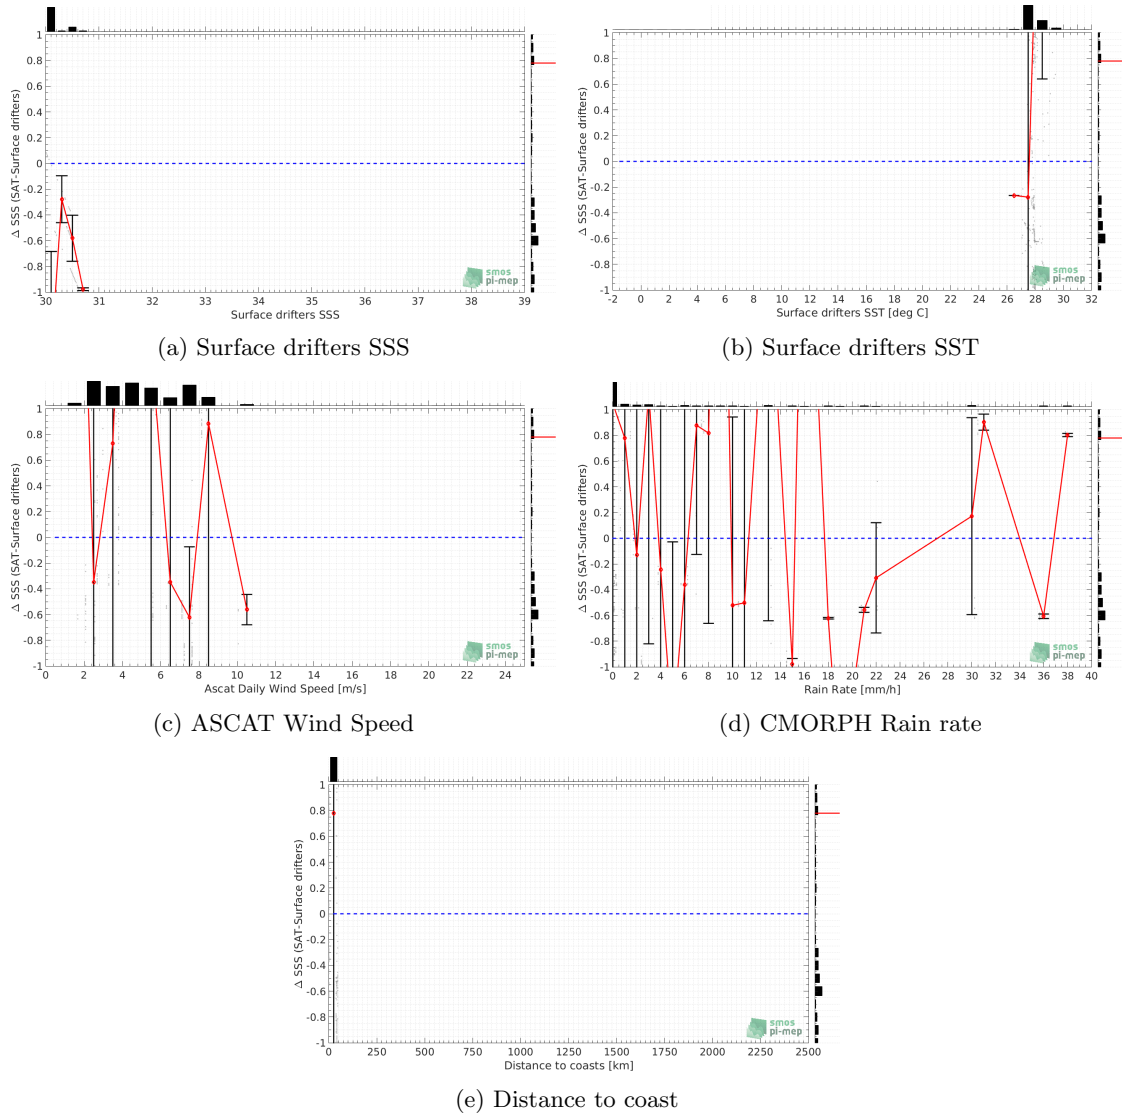 1
0.8
0.6
0.4
0.2
0
-0.2
-0.4
-0.6
-0.8
-1
Δ SSS (SAT-Surface drifters)
30 31 32 33 34 35 36 37 38 39
Surface drifters SSS
smos
pi-mep
(a) Surface drifters SSS
1
0.8
0.6
0.4
0.2
0
-0.2
-0.4
-0.6
-0.8
-1
Δ SSS (SAT-Surface drifters)
-2 0 2 4 6 8 10 12 14 16 18 20 22 24 26 28 30 32
Surface drifters SST [deg C]
smos
pi-mep
(b) Surface drifters SST
1
0.8
0.6
0.4
0.2
0
-0.2
-0.4
-0.6
-0.8
-1
Δ SSS (SAT-Surface drifters)
0 2 4 6 8 10 12 14 16 18 20 22 24
Ascat Daily Wind Speed [m/s]
smos
pi-mep
(c) ASCAT Wind Speed
1
0.8
0.6
0.4
0.2
0
-0.2
-0.4
-0.6
-0.8
-1
Δ SSS (SAT-Surface drifters)
0 2 4 6 8 10 12 14 16 18 20 22 24 26 28 30 32 34 36 38 40
Rain Rate [mm/h]
smos
pi-mep
(d) CMORPH Rain rate
1
0.8
0.6
0.4
0.2
0
-0.2
-0.4
-0.6
-0.8
-1
Δ SSS (SAT-Surface drifters)
0 250 500 750 1000 1250 1500 1750 2000 2250 2500
Distance to coasts [km]
smos
pi-mep
(e) Distance to coast